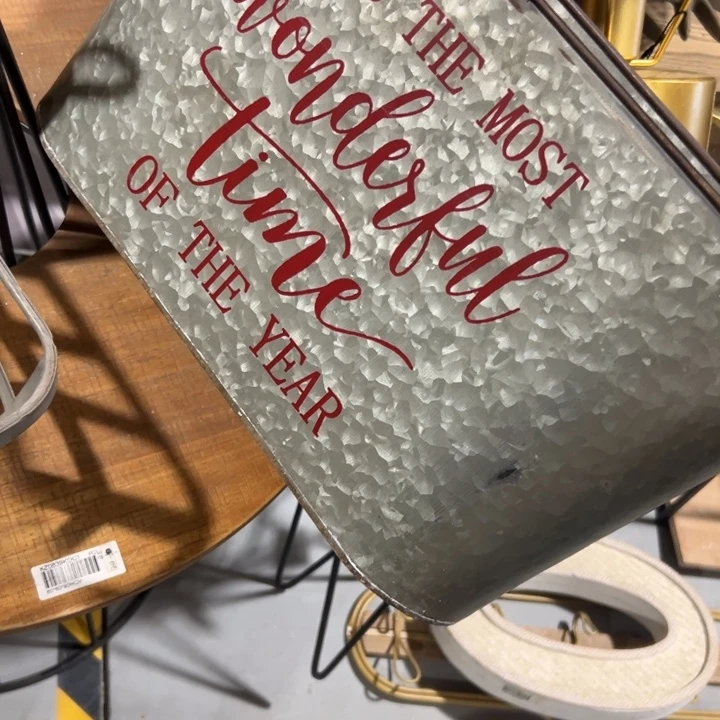 THE MOST
wonderful
time
OF THE YEAR